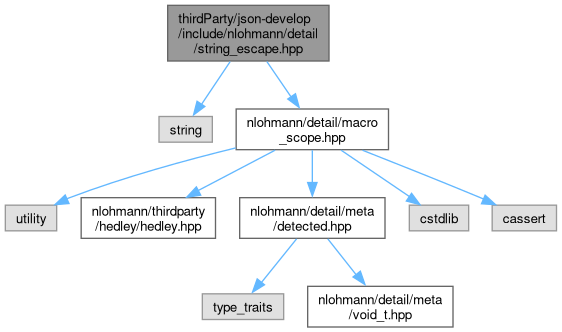 thirdParty/json-develop
/include/nlohmann/detail
/string_escape.hpp
string
nlohmann/detail/macro
_scope.hpp
utility
nlohmann/thirdparty
/hedley/hedley.hpp
nlohmann/detail/meta
/detected.hpp
cstdlib
cassert
type_traits
nlohmann/detail/meta
/void_t.hpp